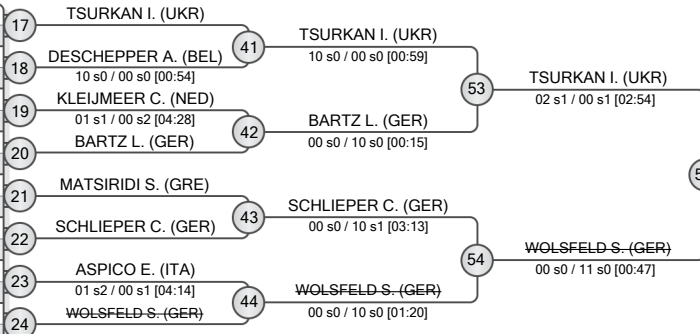 17
TSURKAN I. (UKR)
18
DESCHEPPER A. (BEL)
10 s0 / 00 s0 [00:54]
19
KLEIJMEER C. (NED)
01 s1 / 00 s2 [04:28]
20
BARTZ L. (GER)
21
MATSIRIDI S. (GRE)
22
SCHLIEPER C. (GER)
23
ASPICO E. (ITA)
01 s2 / 00 s1 [04:14]
24
WOLSFELD S. (GER)
41
TSURKAN I. (UKR)
10 s0 / 00 s0 [00:59]
42
BARTZ L. (GER)
00 s0 / 10 s0 [00:15]
43
SCHLIEPER C. (GER)
00 s0 / 10 s1 [03:13]
44
WOLSFELD S. (GER)
00 s0 / 10 s0 [01:20]
53
TSURKAN I. (UKR)
02 s1 / 00 s1 [02:54]
54
WOLSFELD S. (GER)
00 s0 / 11 s0 [00:47]